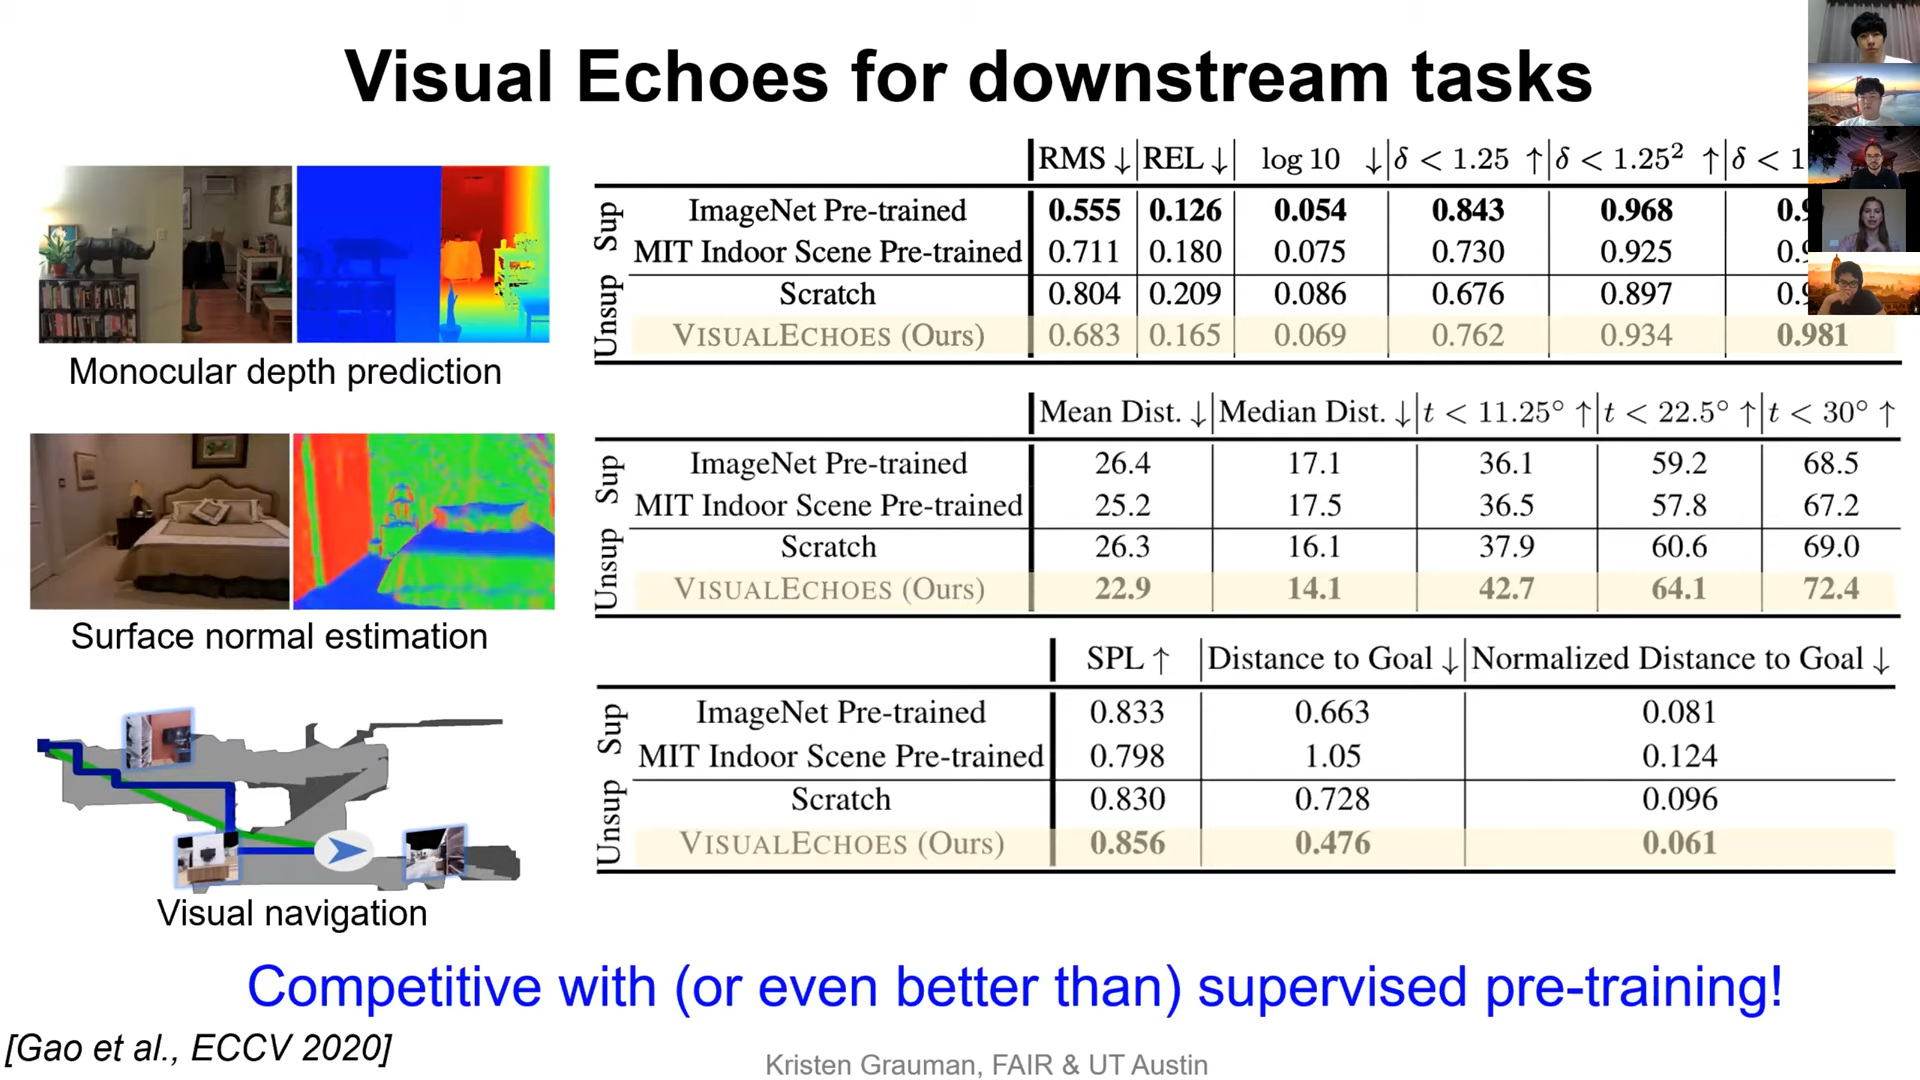 Visual Echoes for downstream tasks
RMS ↓ REL ↓ log 10 ↓ δ < 1.25 ↑ δ < 1.25² ↑ δ < 1
Sup
ImageNet Pre-trained 0.555 0.126 0.054 0.843 0.968
MIT Indoor Scene Pre-trained 0.711 0.180 0.075 0.730 0.925
Unsup
Scratch 0.804 0.209 0.086 0.676 0.897
VISUALECHOES (Ours) 0.683 0.165 0.069 0.762 0.934 0.981
Monocular depth prediction
Mean Dist. ↓ Median Dist. ↓ t < 11.25° ↑ t < 22.5° ↑ t < 30° ↑
Sup
ImageNet Pre-trained 26.4 17.1 36.1 59.2 68.5
MIT Indoor Scene Pre-trained 25.2 17.5 36.5 57.8 67.2
Unsup
Scratch 26.3 16.1 37.9 60.6 69.0
VISUALECHOES (Ours) 22.9 14.1 42.7 64.1 72.4
Surface normal estimation
SPL ↑ Distance to Goal ↓ Normalized Distance to Goal ↓
Sup
ImageNet Pre-trained 0.833 0.663 0.081
MIT Indoor Scene Pre-trained 0.798 1.05 0.124
Unsup
Scratch 0.830 0.728 0.096
VISUALECHOES (Ours) 0.856 0.476 0.061
Visual navigation
Competitive with (or even better than) supervised pre-training!
[Gao et al., ECCV 2020]
Kristen Grauman, FAIR & UT Austin